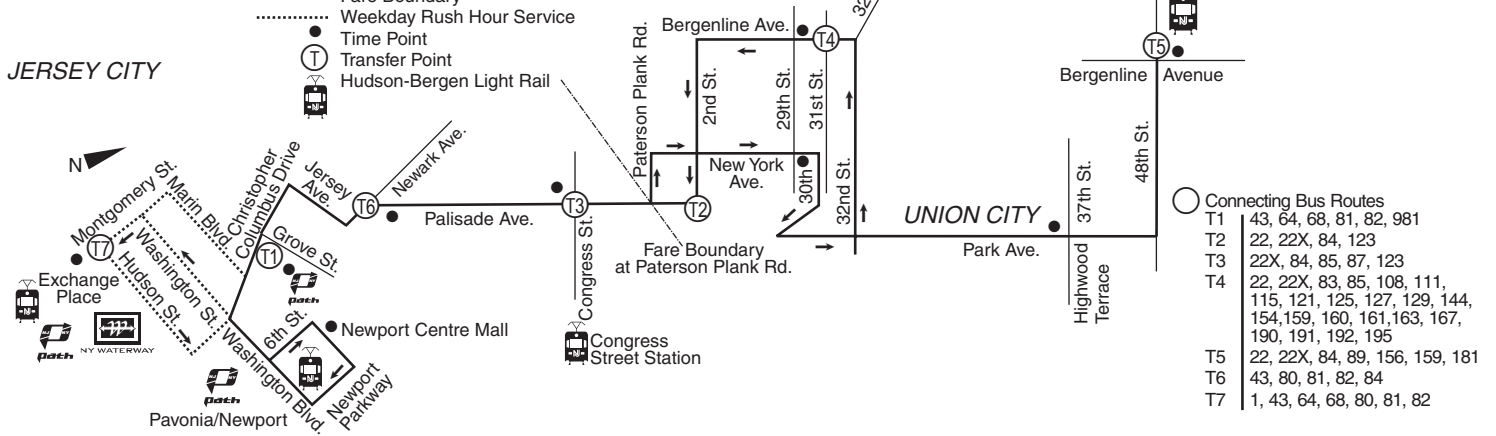 Weekday Rush Hour Service
Time Point
T Transfer Point
Hudson-Bergen Light Rail
JERSEY CITY
N
Montgomery St.
Marin Blvd.
Christopher
Columbus Drive
Jersey
Ave.
Newark Ave.
T6
Palisade Ave.
T7
Washington St.
Hudson St.
T1
Grove St.
path
Exchange
Place
path
NY WATERWAY
6th St.
Newport Centre Mall
Washington Blvd.
Newport
Parkway
path
Pavonia/Newport
T3
Congress St.
Congress
Street Station
Paterson Plank Rd.
T2
Fare Boundary
at Paterson Plank Rd.
Bergenline Ave.
T4
2nd St.
29th St.
31st St.
New York
Ave.
30th
32nd St.
32
UNION CITY
Park Ave.
37th St.
Highwood
Terrace
T5
Bergenline Avenue
48th St.
Connecting Bus Routes
T1 43, 64, 68, 81, 82, 981
T2 22, 22X, 84, 123
T3 22X, 84, 85, 87, 123
T4 22, 22X, 83, 85, 108, 111,
115, 121, 125, 127, 129, 144,
154,159, 160, 161,163, 167,
190, 191, 192, 195
T5 22, 22X, 84, 89, 156, 159, 181
T6 43, 80, 81, 82, 84
T7 1, 43, 64, 68, 80, 81, 82